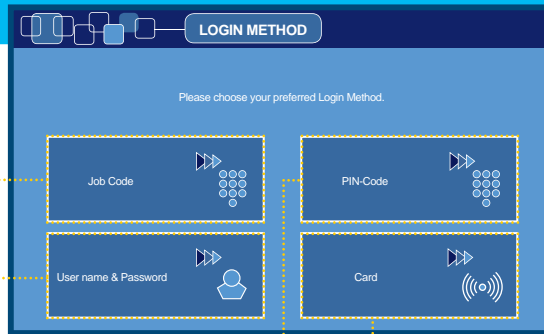 LOGIN METHOD
Please choose your preferred Login Method.
Job Code
PIN-Code
User name & Password
Card